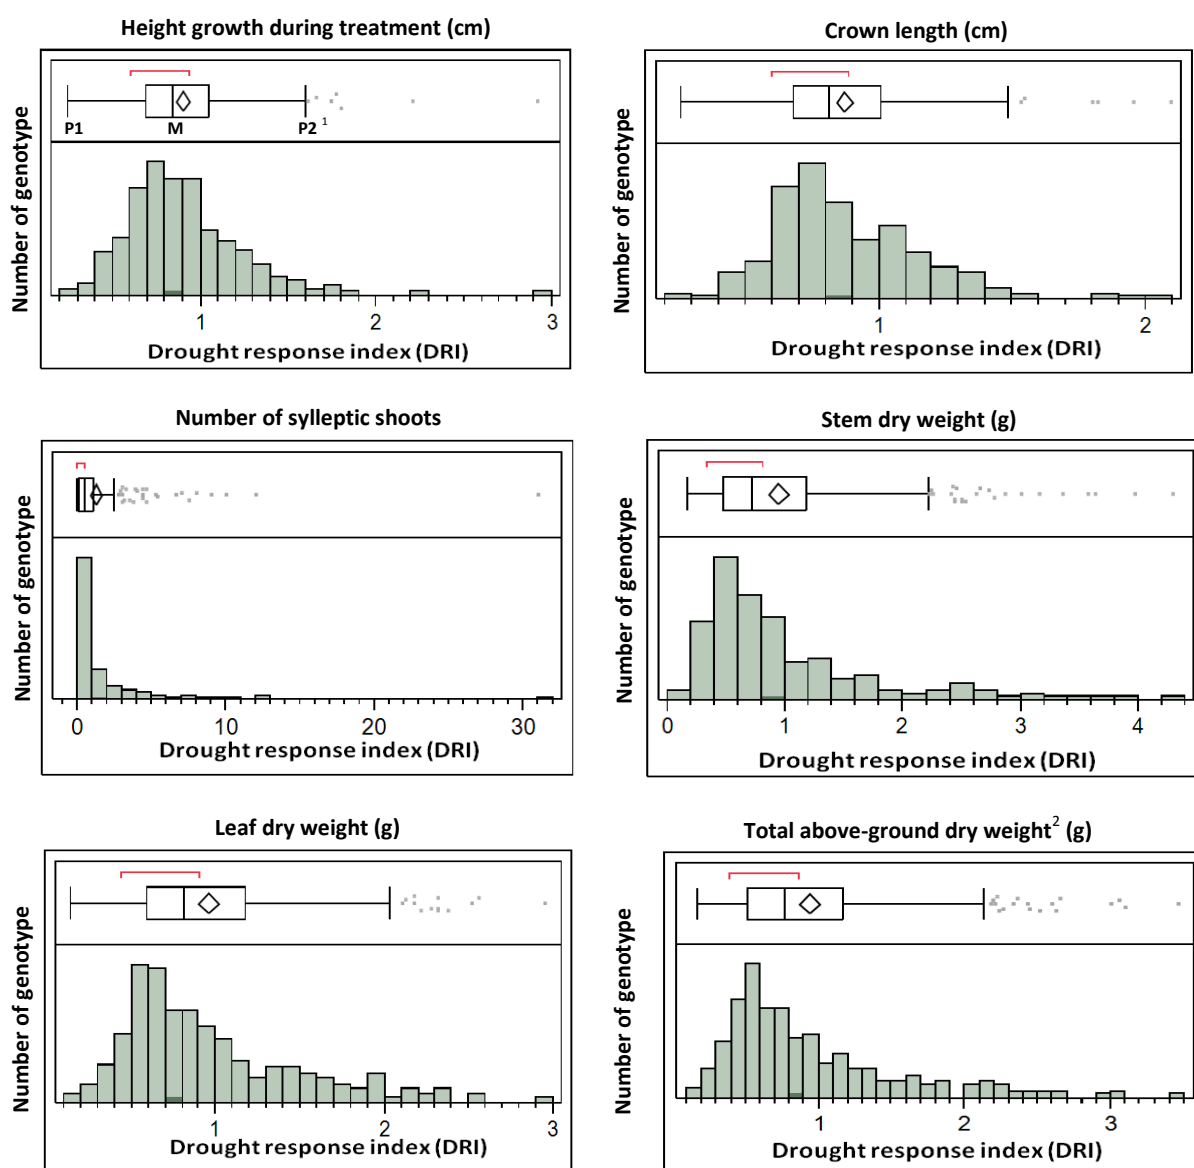 Height growth during treatment (cm)
Number of genotype
P1 M P2 1
1 2 3
Drought response index (DRI)
Crown length (cm)
Number of genotype
1 2
Drought response index (DRI)
Number of sylleptic shoots
Number of genotype
0 10 20 30
Drought response index (DRI)
Stem dry weight (g)
Number of genotype
0 1 2 3 4
Drought response index (DRI)
Leaf dry weight (g)
Number of genotype
1 2 3
Drought response index (DRI)
Total above-ground dry weight2 (g)
Number of genotype
1 2 3
Drought response index (DRI)